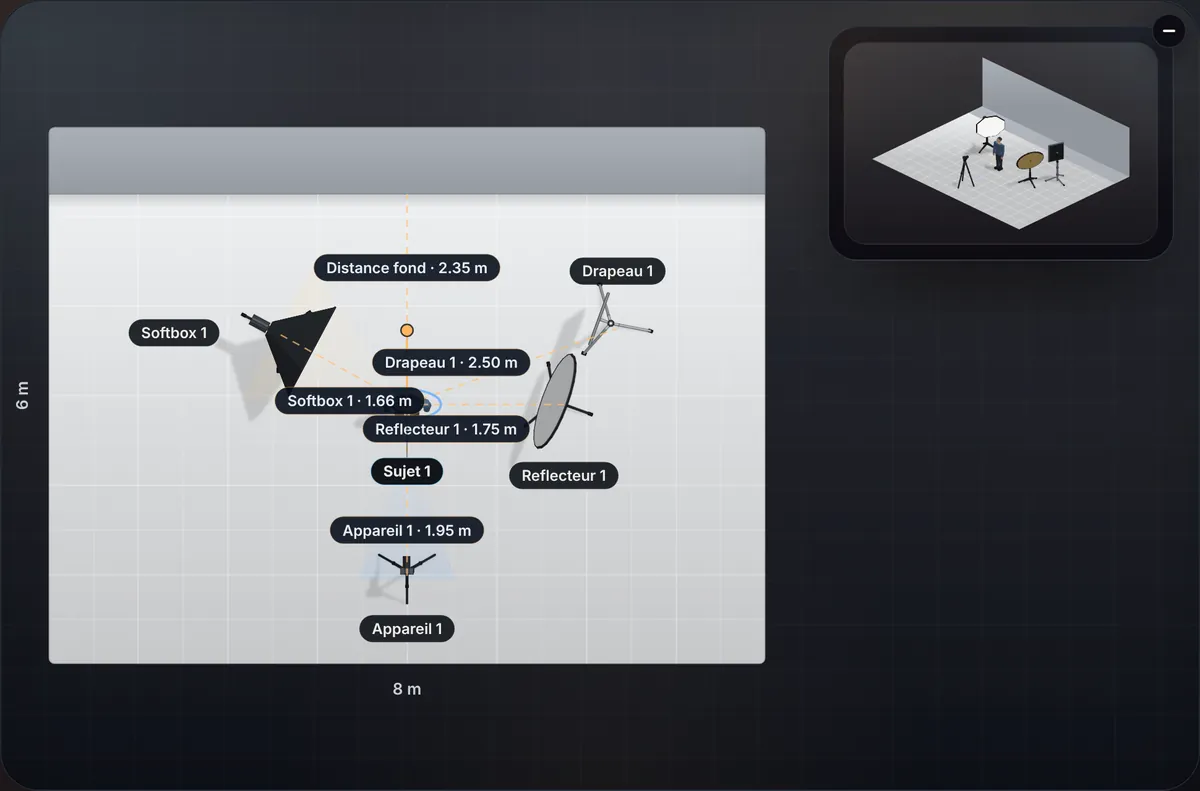 Distance fond · 2.35 m
Drapeau 1
Softbox 1
Drapeau 1 · 2.50 m
Softbox 1 · 1.66 m
Reflecteur 1 · 1.75 m
Sujet 1
Reflecteur 1
Appareil 1 · 1.95 m
Appareil 1
6 m
8 m